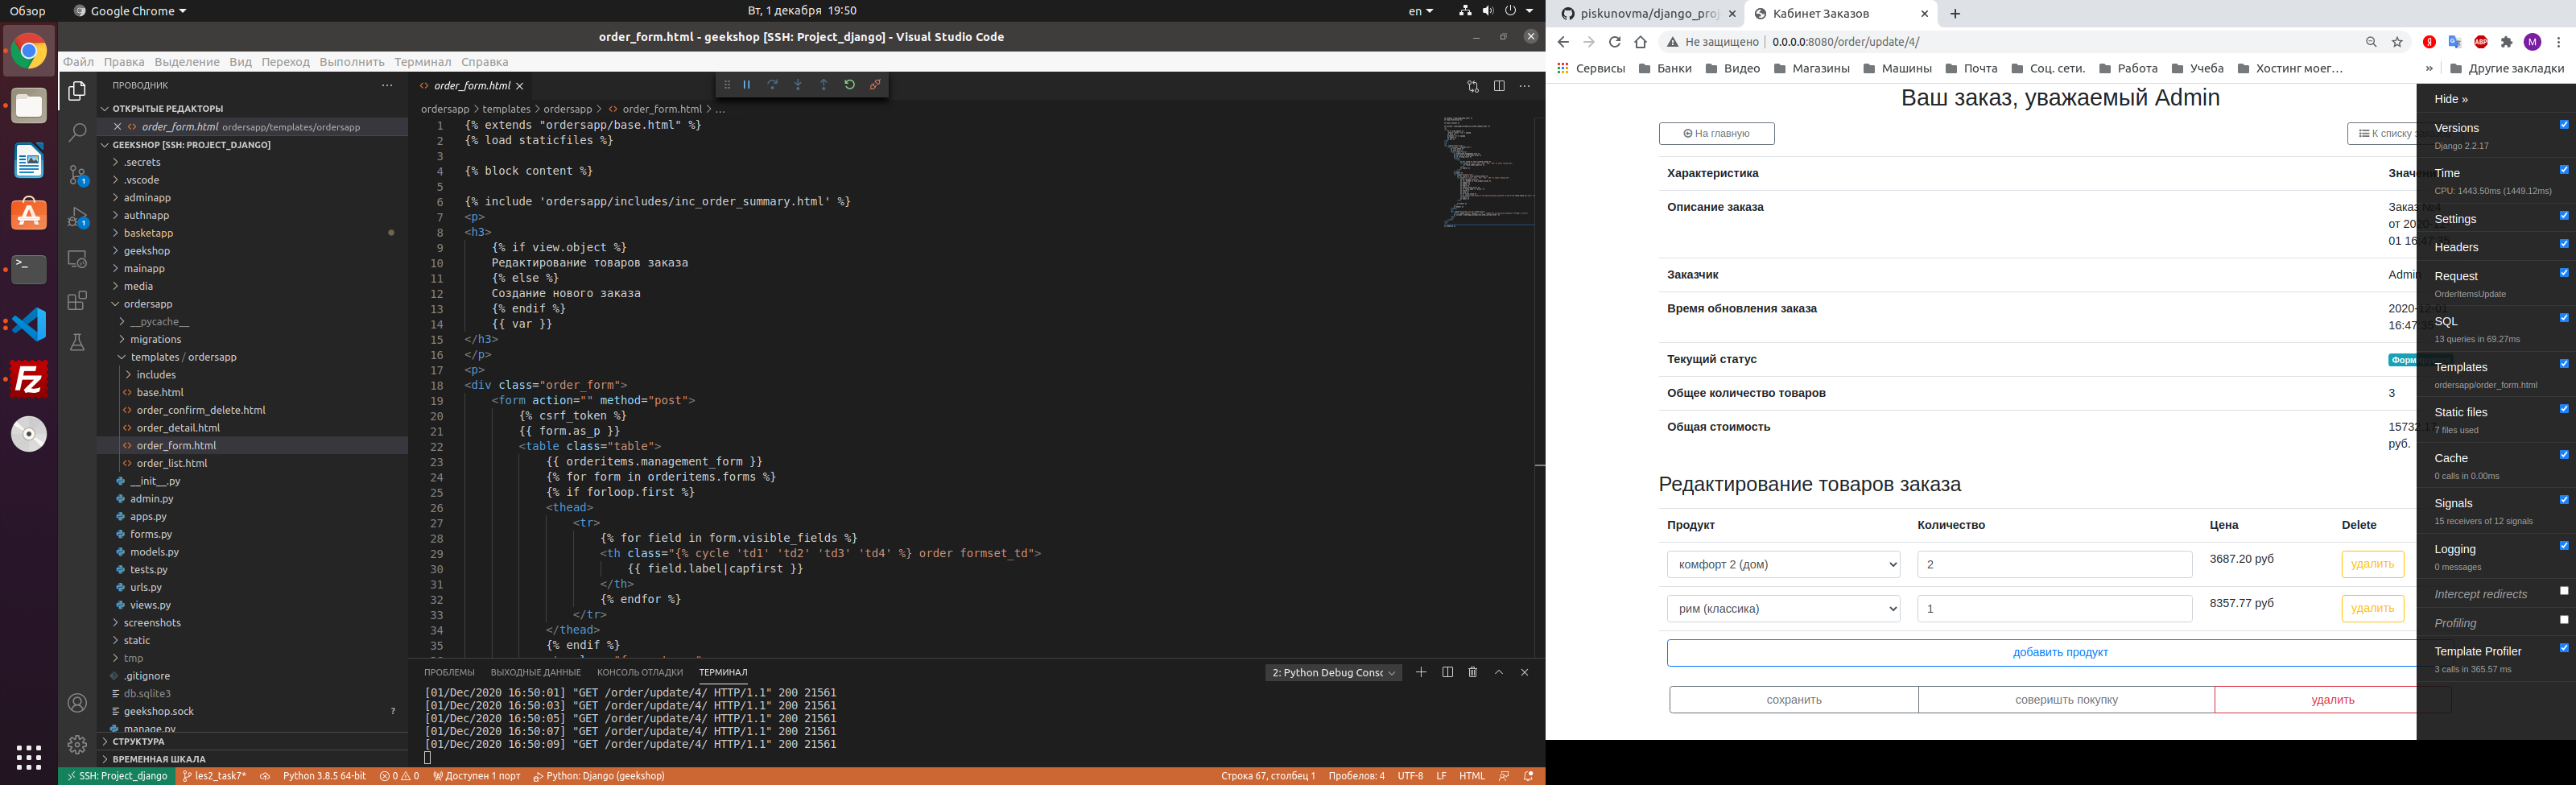 Обзор
Google Chrome
Вт, 1 декабря 19:50
en
order_form.html - geekshop [SSH: Project_django] - Visual Studio Code
Файл Правка Выделение Вид Переход Выполнить Терминал Справка
ПРОВОДНИК
ОТКРЫТЫЕ РЕДАКТОРЫ
order_form.html ordersapp/templates/ordersapp
GEEKSHOP [SSH: PROJECT_DJANGO]
.secrets
.vscode
adminapp
authnapp
basketapp
geekshop
mainapp
media
ordersapp
__pycache__
migrations
templates / ordersapp
includes
base.html
order_confirm_delete.html
order_detail.html
order_form.html
order_list.html
__init__.py
admin.py
apps.py
forms.py
models.py
tests.py
urls.py
views.py
screenshots
static
tmp
.gitignore
db.sqlite3
geekshop.sock ?
manage.py
СТРУКТУРА
ВРЕМЕННАЯ ШКАЛА
order_form.html
ordersapp > templates > ordersapp > order_form.html > ...
1 {% extends "ordersapp/base.html" %}
2 {% load staticfiles %}
3
4 {% block content %}
5
6 {% include 'ordersapp/includes/inc_order_summary.html' %}
7 <p>
8 <h3>
9 {% if view.object %}
10 Редактирование товаров заказа
11 {% else %}
12 Создание нового заказа
13 {% endif %}
14 {{ var }}
15 </h3>
16 </p>
17 <p>
18 <div class="order_form">
19 <form action="" method="post">
20 {% csrf_token %}
21 {{ form.as_p }}
22 <table class="table">
23 {{ orderitems.management_form }}
24 {% for form in orderitems.forms %}
25 {% if forloop.first %}
26 <thead>
27 <tr>
28 {% for field in form.visible_fields %}
29 <th class="{% cycle 'td1' 'td2' 'td3' 'td4' %} order formset_td">
30 {{ field.label|capfirst }}
31 </th>
32 {% endfor %}
33 </tr>
34 </thead>
35 {% endif %}
ПРОБЛЕМЫ ВЫХОДНЫЕ ДАННЫЕ КОНСОЛЬ ОТЛАДКИ ТЕРМИНАЛ
2: Python Debug Consc
[01/Dec/2020 16:50:01] "GET /order/update/4/ HTTP/1.1" 200 21561
[01/Dec/2020 16:50:03] "GET /order/update/4/ HTTP/1.1" 200 21561
[01/Dec/2020 16:50:05] "GET /order/update/4/ HTTP/1.1" 200 21561
[01/Dec/2020 16:50:07] "GET /order/update/4/ HTTP/1.1" 200 21561
[01/Dec/2020 16:50:09] "GET /order/update/4/ HTTP/1.1" 200 21561
SSH: Project_django les2_task7* Python 3.8.5 64-bit 0 0 Доступен 1 порт Python: Django (geekshop)
Строка 67, столбец 1 Пробелов: 4 UTF-8 LF HTML
piskunovma/django_proj
Кабинет Заказов
Не защищено | 0.0.0.0:8080/order/update/4/
Сервисы Банки Видео Магазины Машины Почта Соц. сети. Работа Учеба Хостинг моег... » Другие закладки
Ваш заказ, уважаемый Admin
На главную
К списку
Характеристика
Описание заказа Заказ №4
от 2020-12-
01
Заказчик Admin
Время обновления заказа 2020-12-01
16:47:35
Текущий статус
Общее количество товаров 3
Общая стоимость 15732.17
руб.
Редактирование товаров заказа
Продукт Количество Цена Delete
комфорт 2 (дом) 2 3687.20 руб удалить
рим (классика) 1 8357.77 руб удалить
добавить продукт
сохранить совериşть покупку удалить
Hide »
Versions
Django 2.2.17
Time
CPU: 1443.50ms (1449.12ms)
Settings
Headers
Request
OrderItemsUpdate
SQL
13 queries in 69.27ms
Templates
ordersapp/order_form.html
Static files
7 files used
Cache
0 calls in 0.00ms
Signals
15 receivers of 12 signals
Logging
0 messages
Intercept redirects
Profiling
Template Profiler
3 calls in 365.57 ms